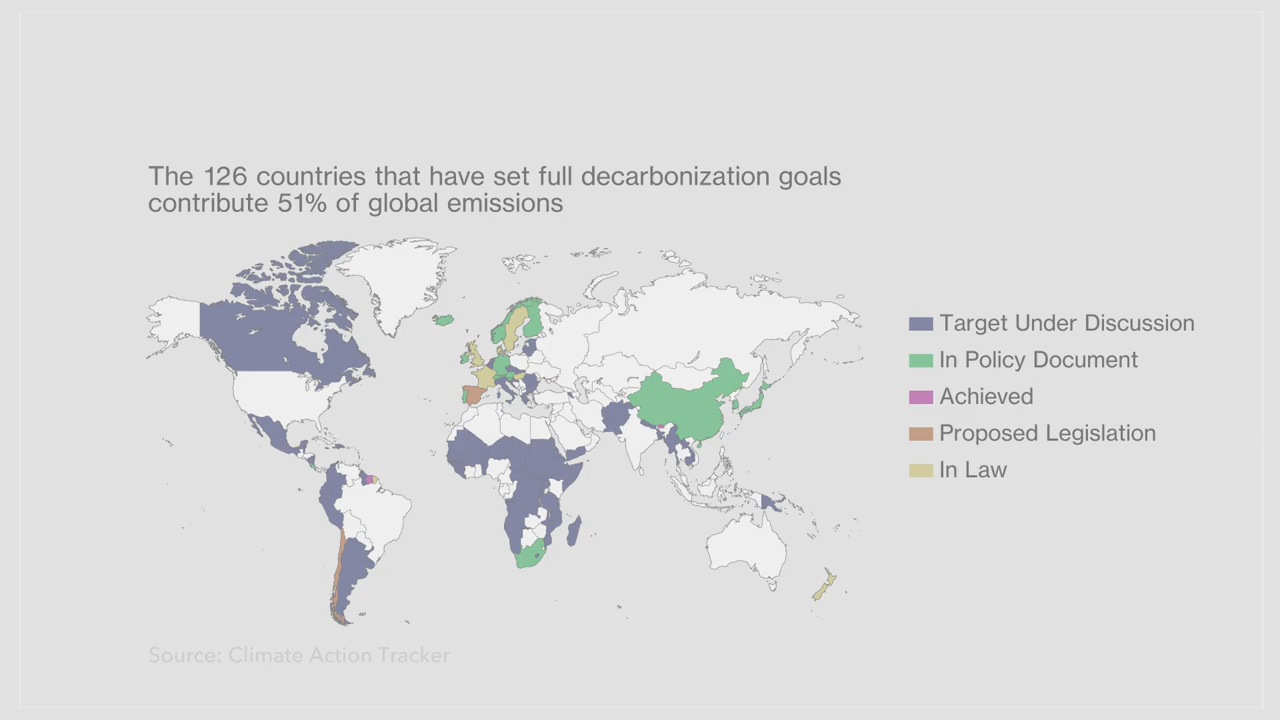 The 126 countries that have set full decarbonization goals
contribute 51% of global emissions
Target Under Discussion
In Policy Document
Achieved
Proposed Legislation
In Law
Source: Climate Action Tracker